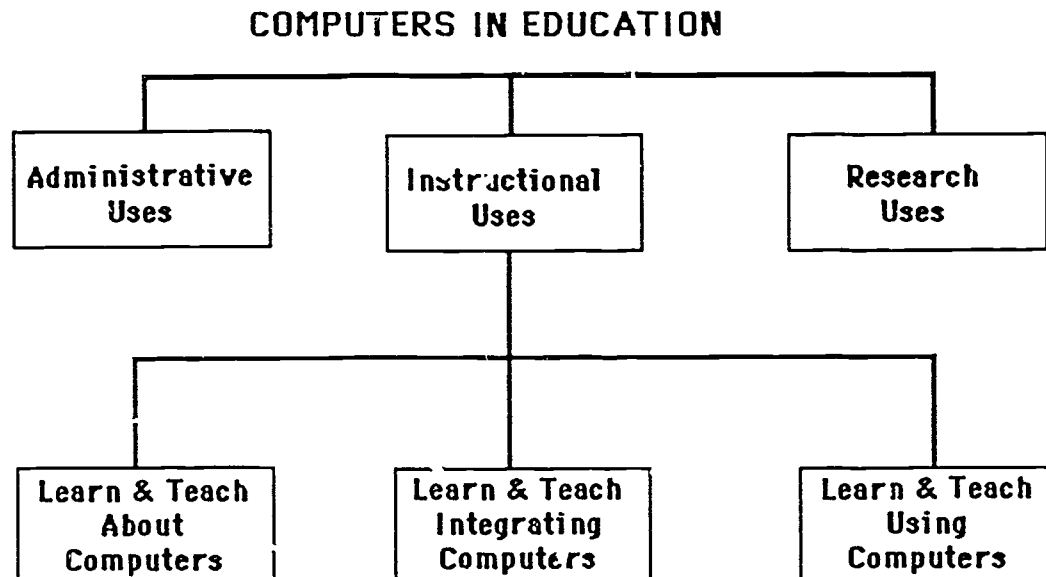 COMPUTERS IN EDUCATION
Administrative
Uses
Instructional
Uses
Research
Uses
Learn & Teach
About
Computers
Learn & Teach
Integrating
Computers
Learn & Teach
Using
Computers